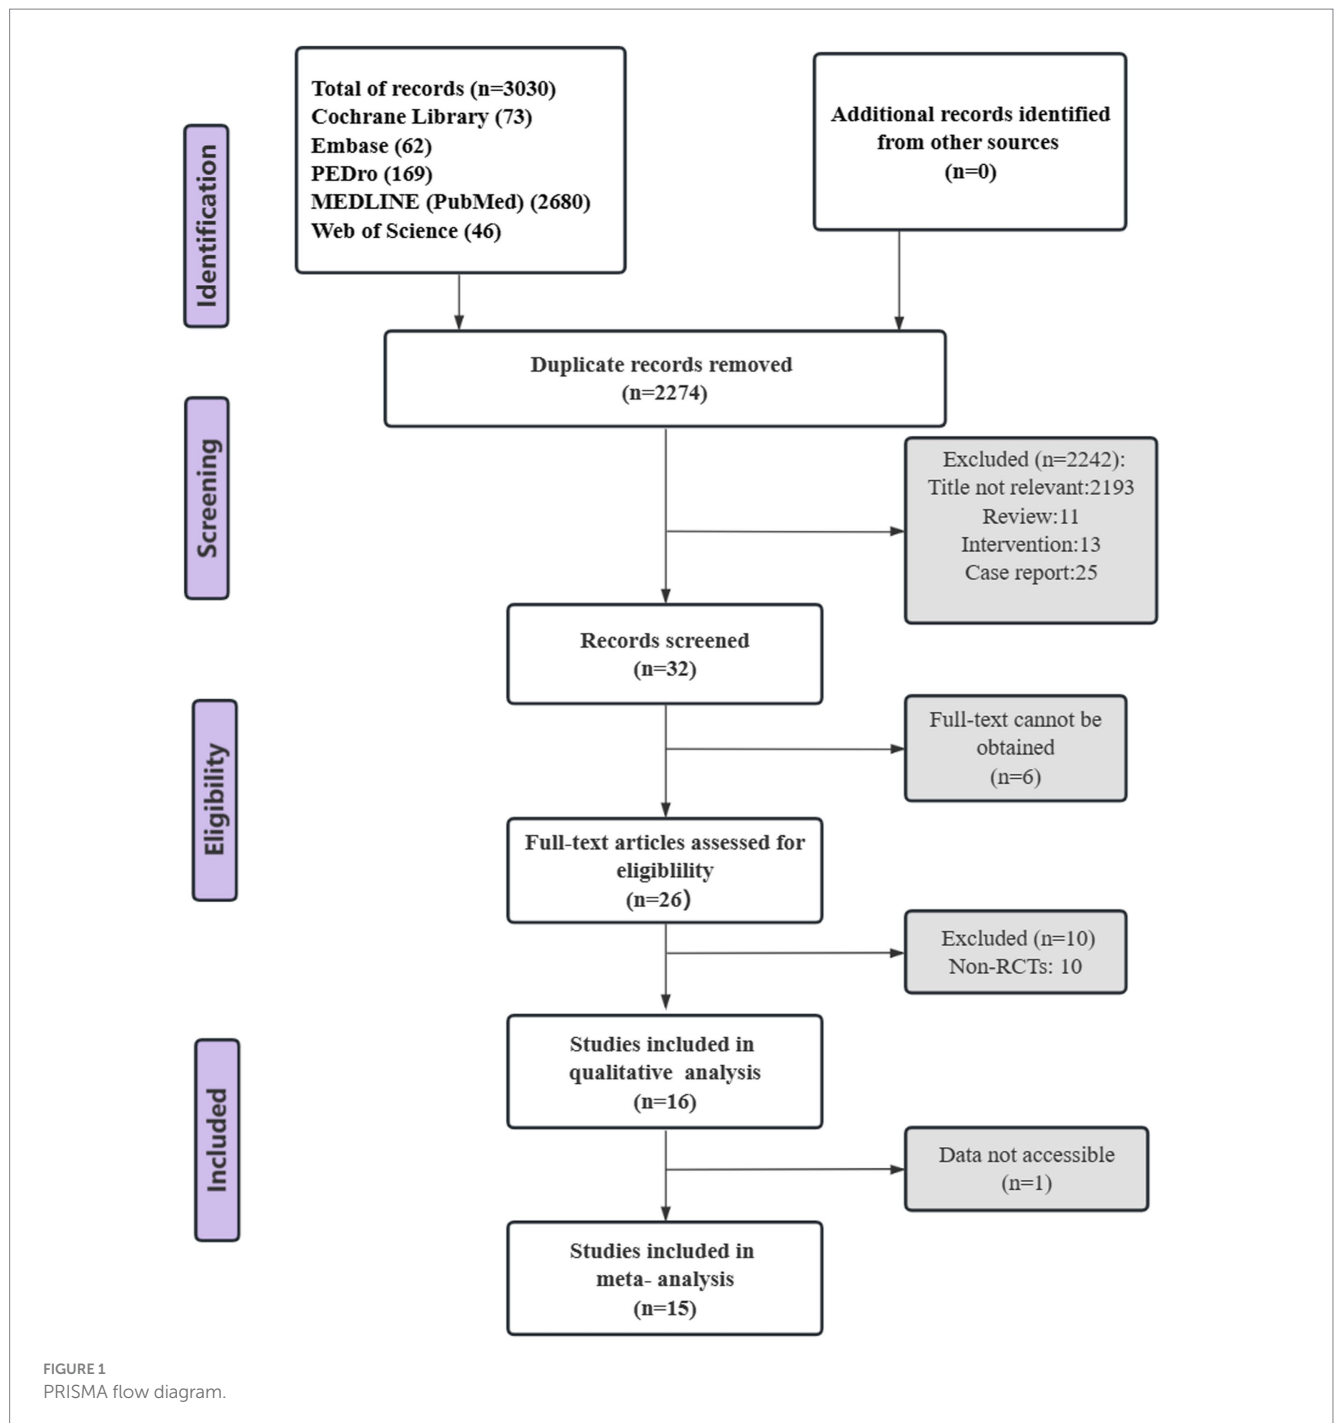 Total of records (n=3030)
Cochrane Library (73)
Embase (62)
PEDro (169)
MEDLINE (PubMed) (2680)
Web of Science (46)
Additional records identified
from other sources
(n=0)
Identification
Duplicate records removed
(n=2274)
Screening
Excluded (n=2242):
Title not relevant:2193
Review:11
Intervention:13
Case report:25
Records screened
(n=32)
Eligibility
Full-text cannot be
obtained
(n=6)
Full-text articles assessed for
eligiblility
(n=26)
Excluded (n=10)
Non-RCTs: 10
Included
Studies included in
qualitative analysis
(n=16)
Data not accessible
(n=1)
Studies included in
meta- analysis
(n=15)
FIGURE 1
PRISMA flow diagram.